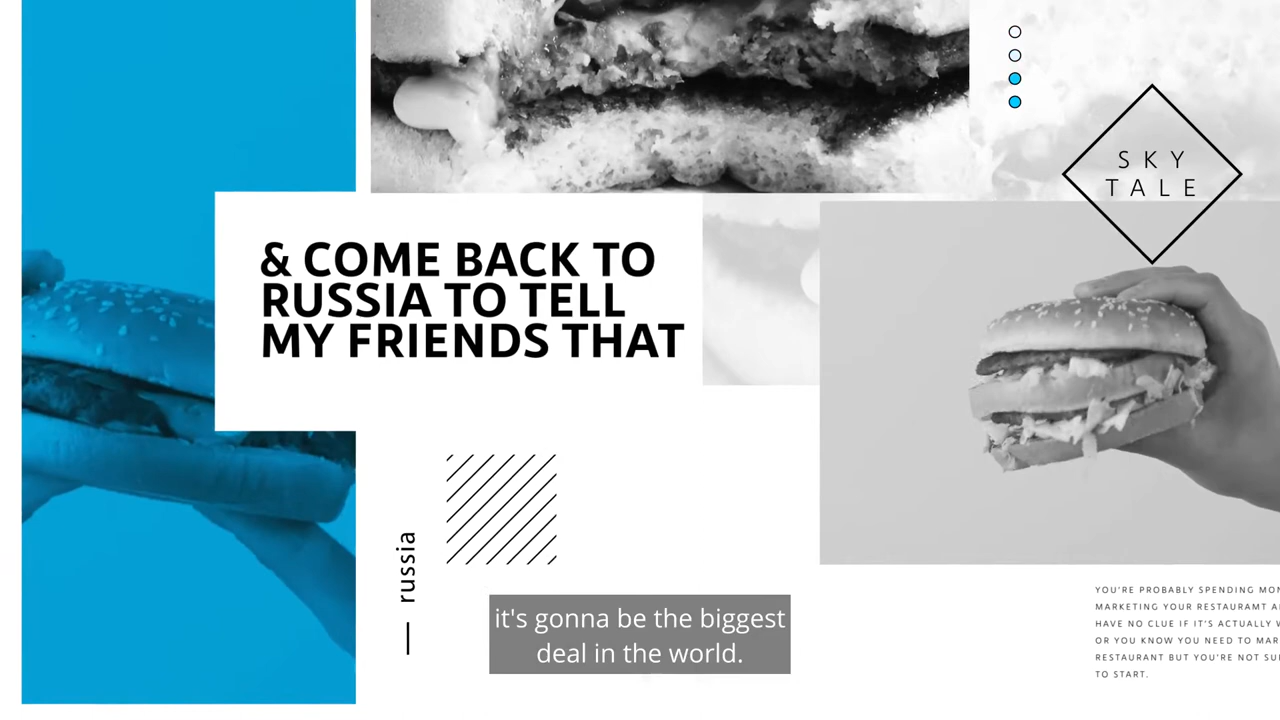 SKY
TALE
& COME BACK TO
RUSSIA TO TELL
MY FRIENDS THAT
russia
it's gonna be the biggest
deal in the world.
YOU'RE PROBABLY SPENDING
MARKETING YOUR RESTAURAMT
HAVE NO CLUE IF IT'S ACTUALLY
OR YOU KNOW YOU NEED TO
RESTAURANT BUT YOU'RE NOT
TO START.